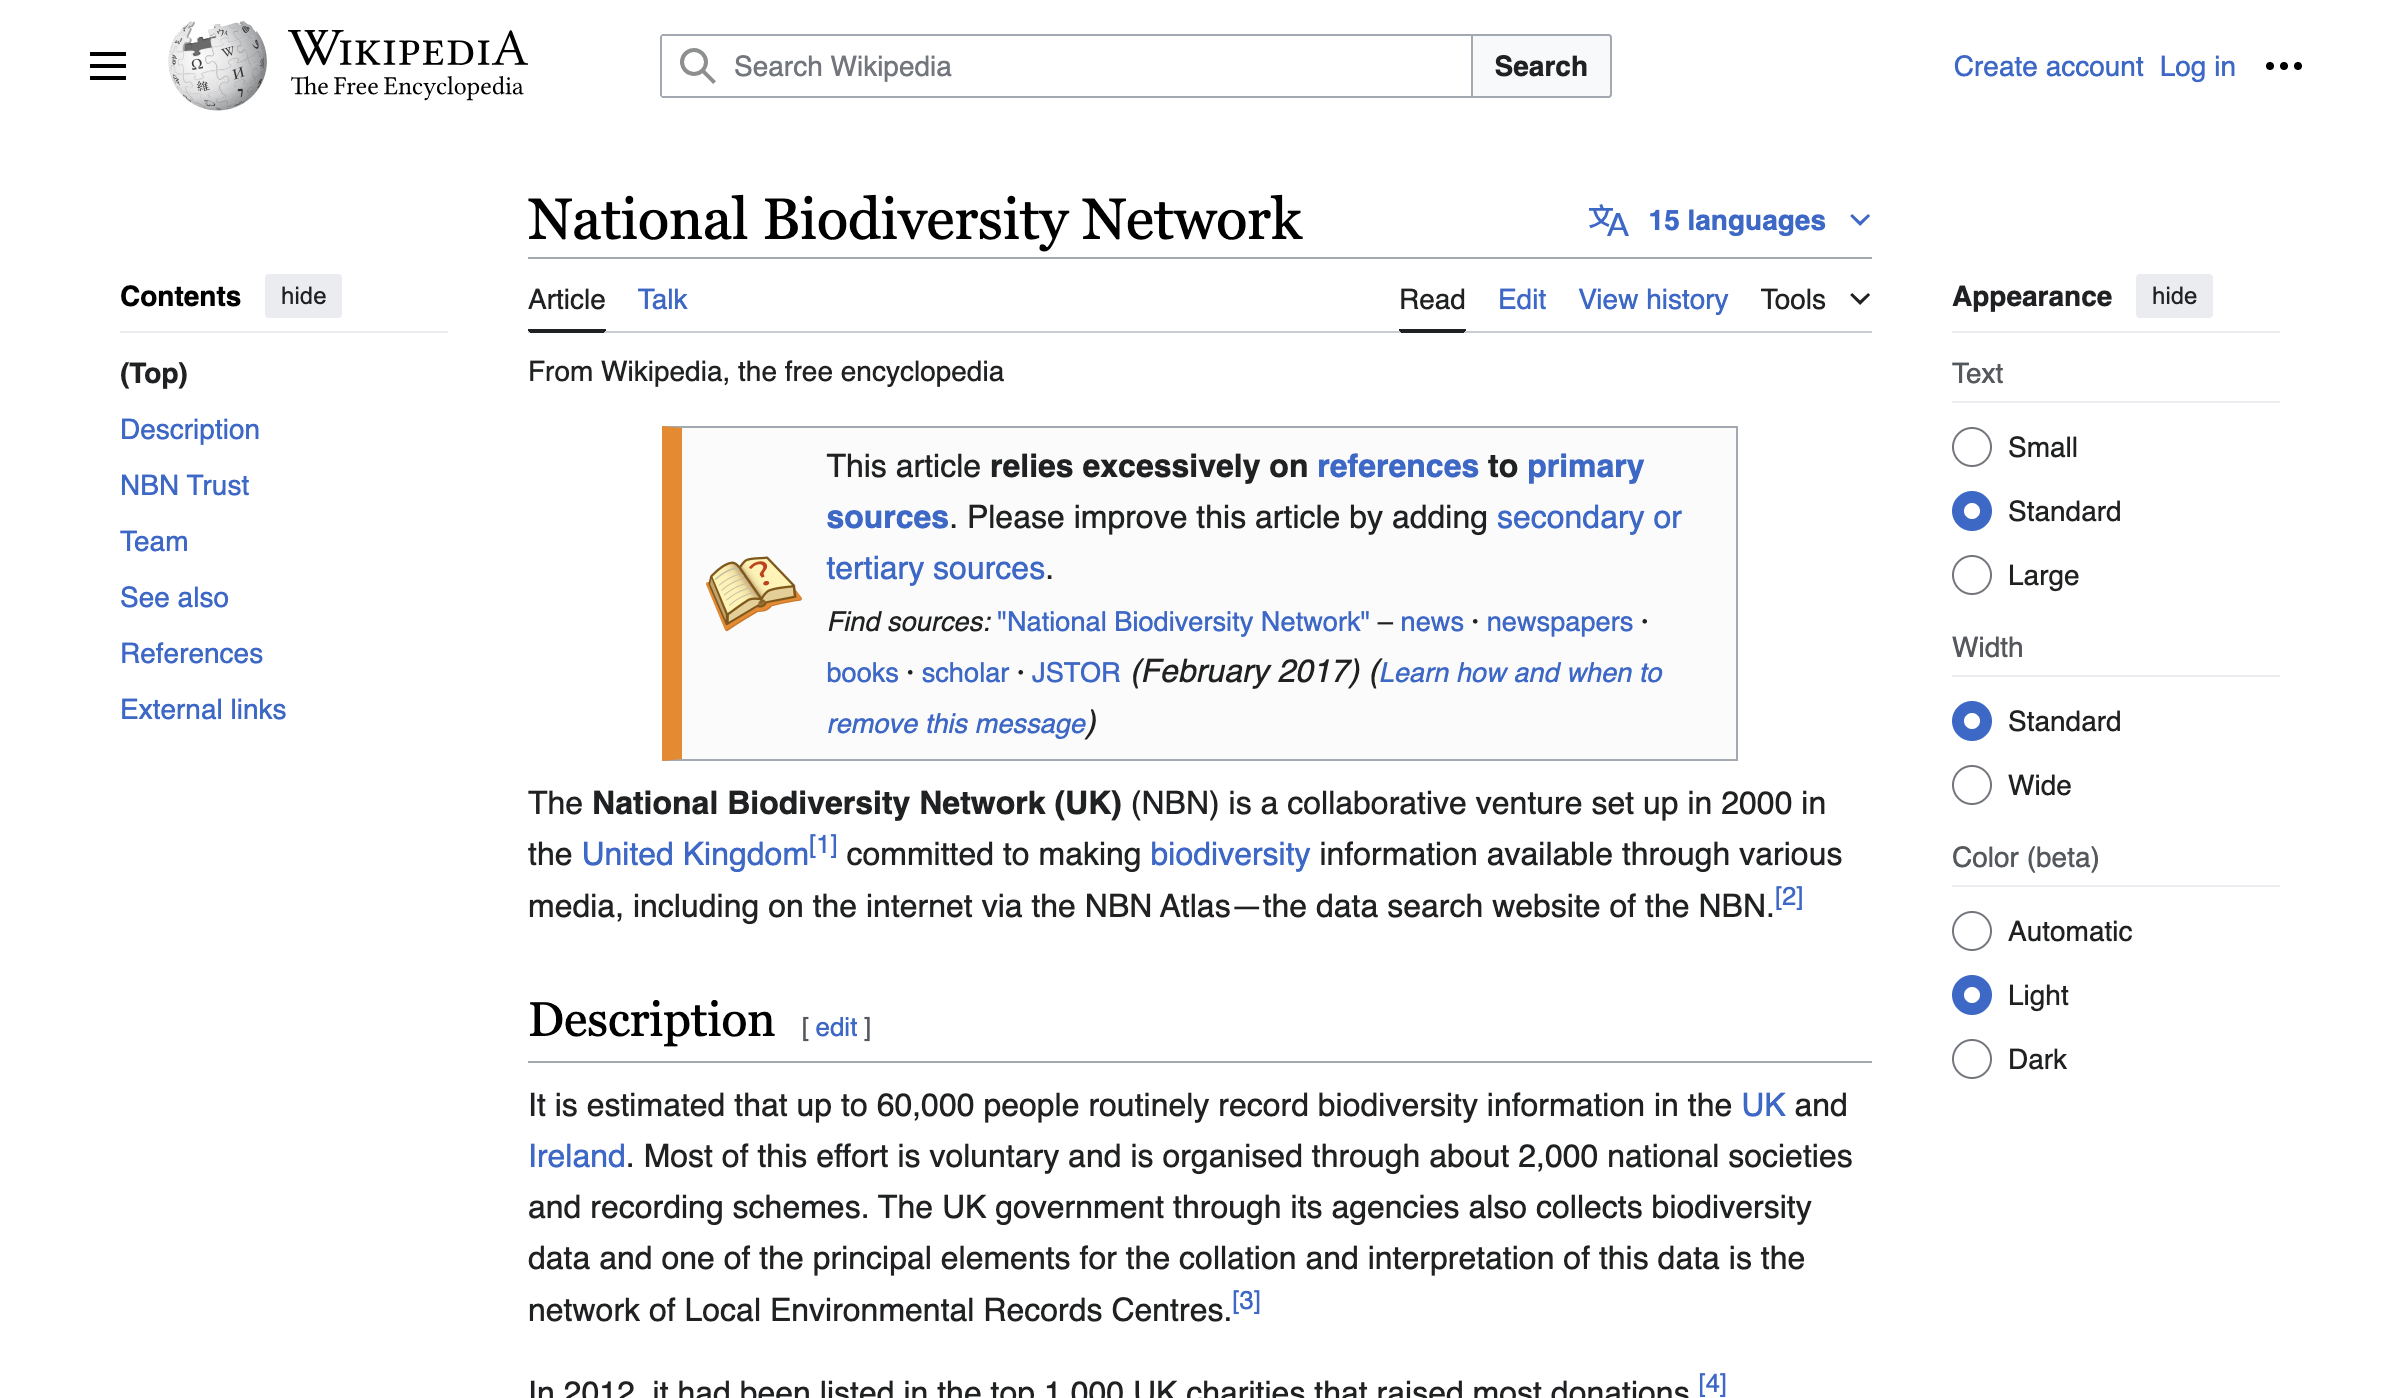 WIKIPEDIA
The Free Encyclopedia
Search Wikipedia
Search
Create account
Log in
National Biodiversity Network
15 languages
Contents
hide
(Top)
Description
NBN Trust
Team
See also
References
External links
Article
Talk
Read
Edit
View history
Tools
From Wikipedia, the free encyclopedia
This article relies excessively on references to primary
sources. Please improve this article by adding secondary or
tertiary sources.
Find sources: "National Biodiversity Network" – news · newspapers ·
books · scholar · JSTOR (February 2017) (Learn how and when to
remove this message)
The National Biodiversity Network (UK) (NBN) is a collaborative venture set up in 2000 in
the United Kingdom[1] committed to making biodiversity information available through various
media, including on the internet via the NBN Atlas—the data search website of the NBN.[2]
Description [ edit ]
It is estimated that up to 60,000 people routinely record biodiversity information in the UK and
Ireland. Most of this effort is voluntary and is organised through about 2,000 national societies
and recording schemes. The UK government through its agencies also collects biodiversity
data and one of the principal elements for the collation and interpretation of this data is the
network of Local Environmental Records Centres.[3]
In 2012, it had been listed in the top 1,000 UK charities that raised most donations.[4]
Appearance
hide
Text
Small
Standard
Large
Width
Standard
Wide
Color (beta)
Automatic
Light
Dark